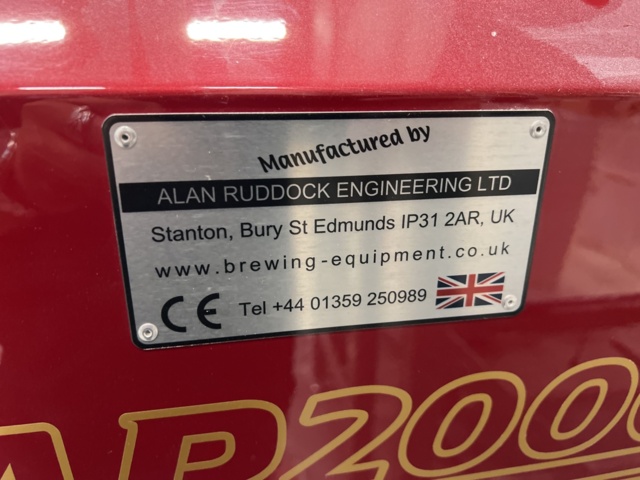 Manufactured by
ALAN RUDDOCK ENGINEERING LTD
Stanton, Bury St Edmunds IP31 2AR, UK
www.brewing-equipment.co.uk
CE Tel +44 01359 250989